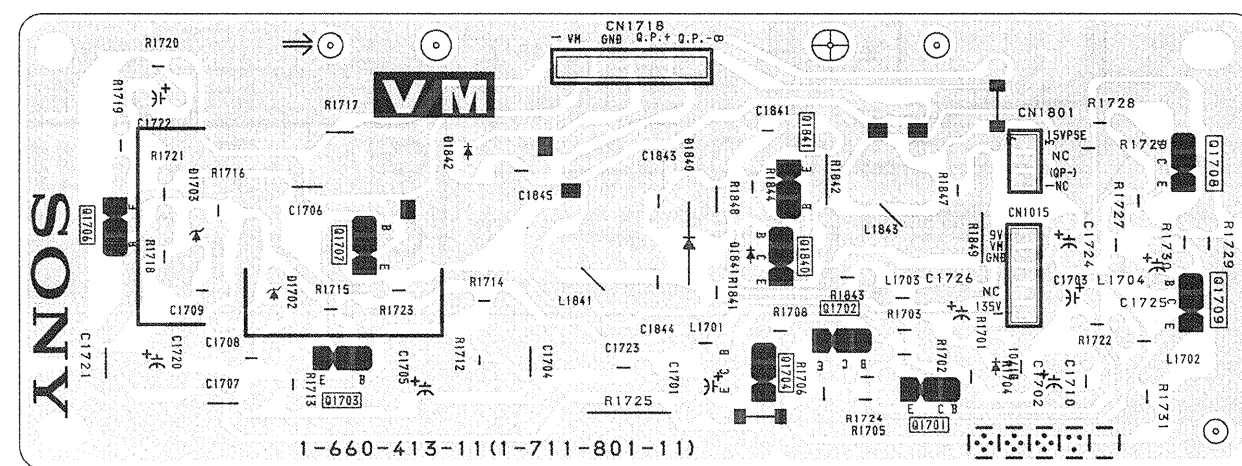 CN1718
VM GND Q.P.+ Q.P.-8
R1720
R1719
C1722
R1717
VM
C1841
Q1841
CN1801
R1728
15VPSE
NC
(QP-)
NC
R1727
B
C
E
Q1708
R1721
D1703
R1716
D1842
C1843
D1840
R1844
E
B
R1842
C1845
R1848
R1847
SONY
Q1706
E
B
R1718
C1706
Q1707
B
E
L1843
CN1015
9V
VM
GND
NC
135V
R1849
C1724
R1727
R1730
R1729
D1841
B
C
E
Q1840
D1702
R1715
R1714
L1841
R1841
R1843
L1703
C1726
C1703
L1704
C1725
B
C
E
Q1709
C1709
R1723
C1844
L1701
R1708
Q1702
R1703
R1701
R1722
L1702
C1721
C1720
C1708
C1705
R1712
C1704
C1723
C1701
B
C
E
Q1704
R1706
E
C
B
R1702
C1702
C1710
R1731
C1707
R1713
E
B
Q1703
R1725
R1724
R1705
E
C B
Q1701
1-660-413-11(1-711-801-11)